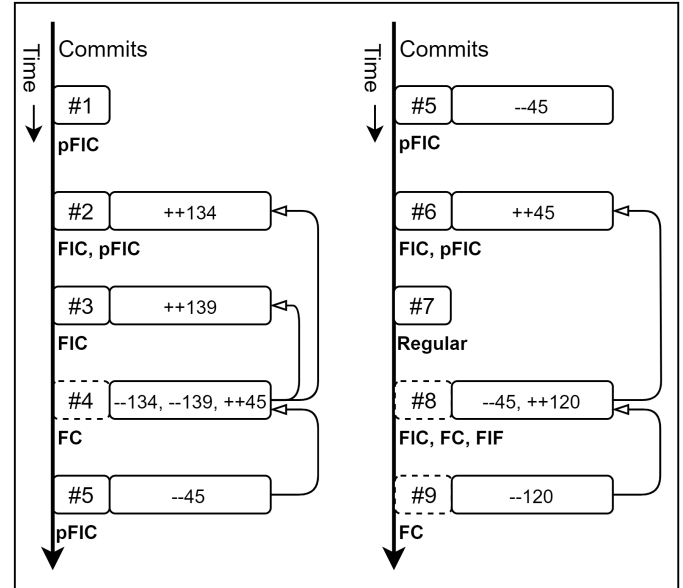 Time
Commits
#1
pFIC
#2 ++134
FIC, pFIC
#3 ++139
FIC
#4 --134, --139, ++45
FC
#5 --45
pFIC
Time
Commits
#5 --45
pFIC
#6 ++45
FIC, pFIC
#7
Regular
#8 --45, ++120
FIC, FC, FIF
#9 --120
FC